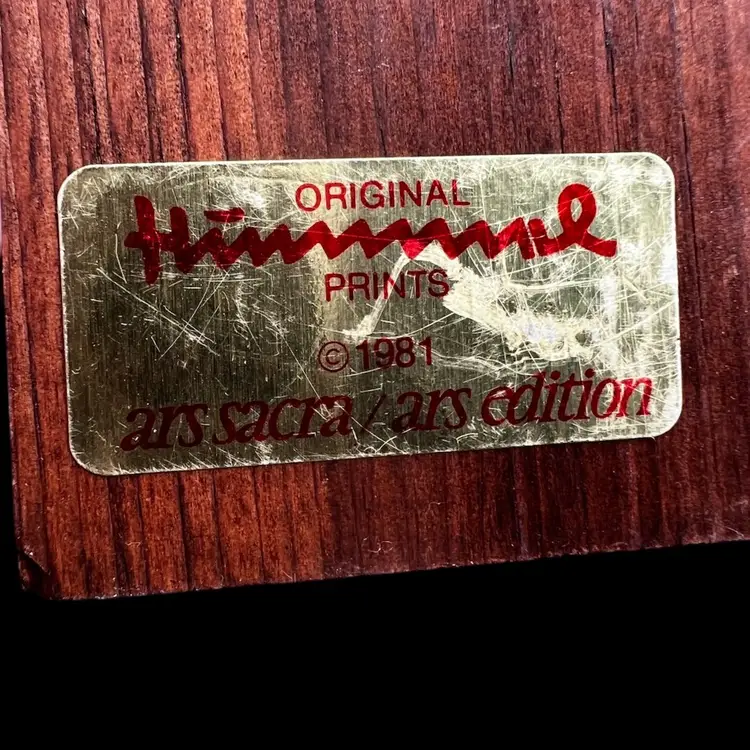 ORIGINAL
Hümmel
PRINTS
© 1981
ars sacra / ars edition